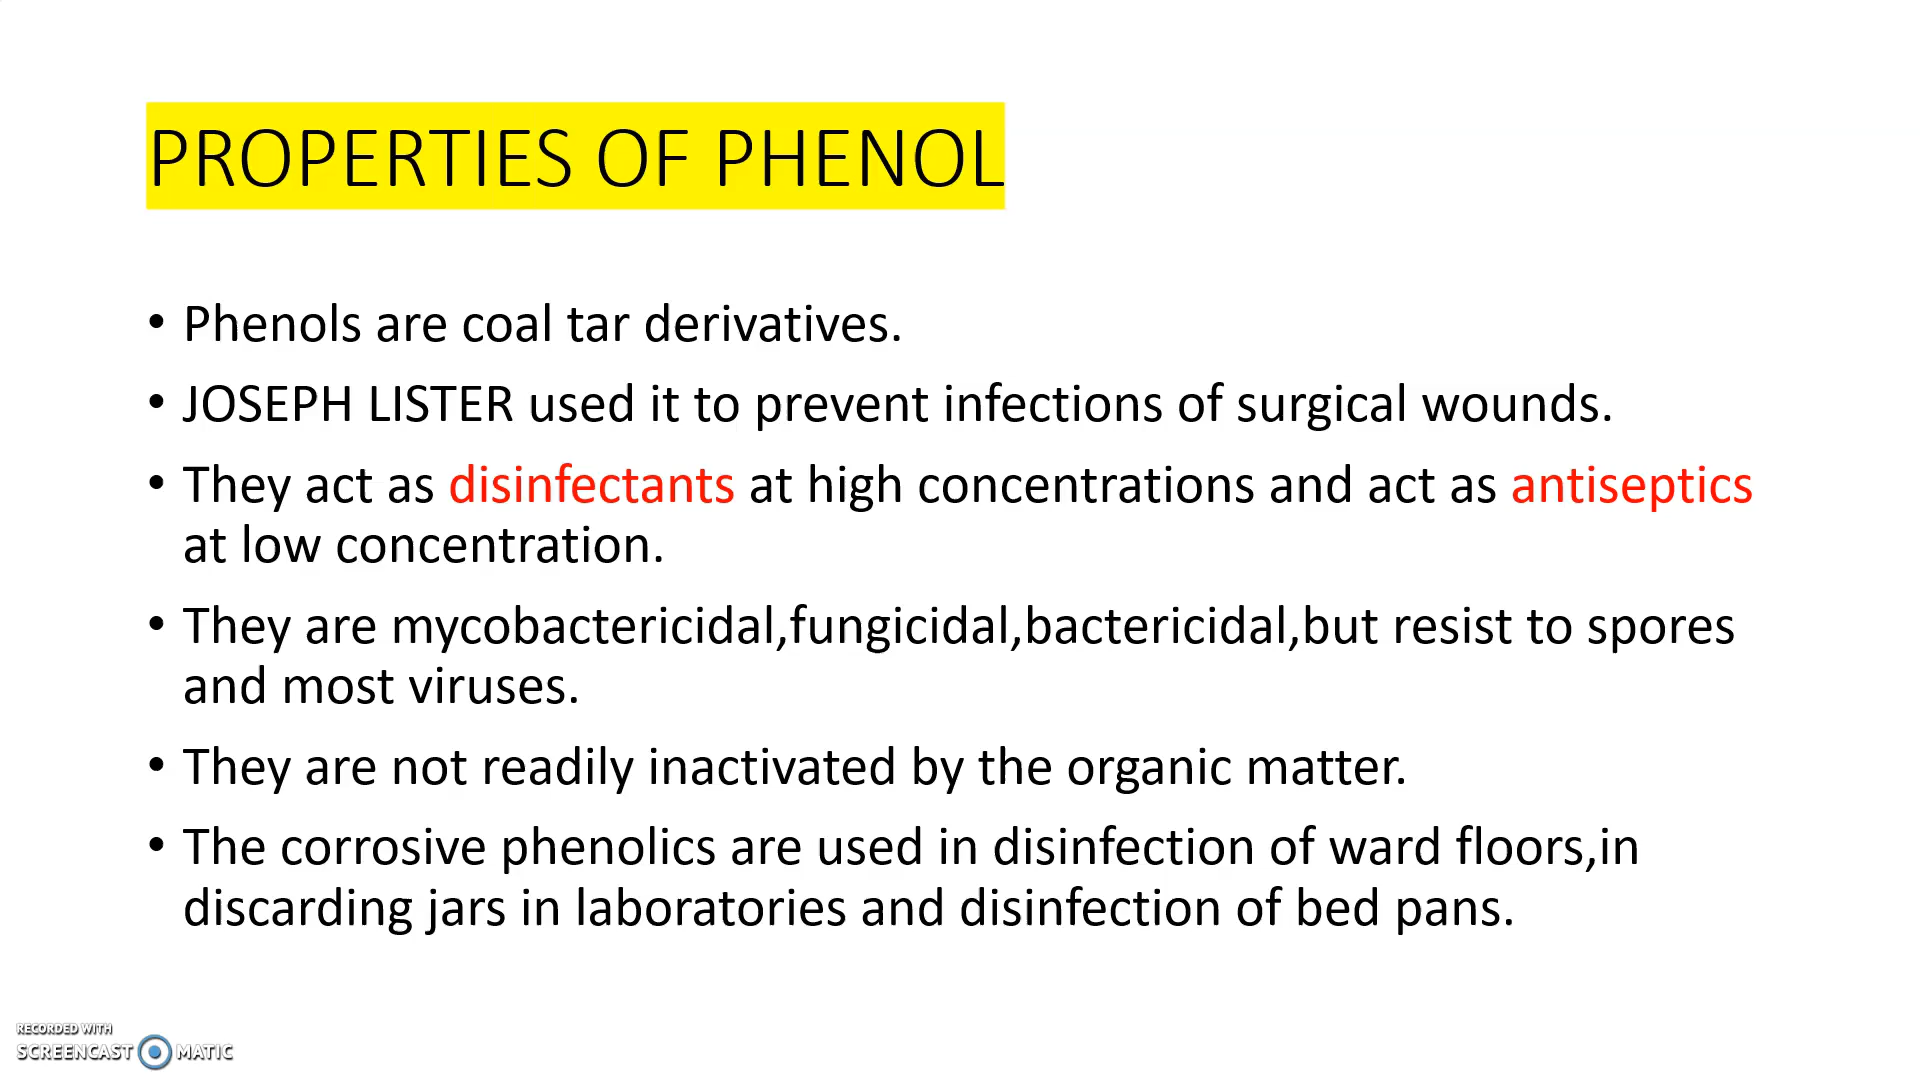 PROPERTIES OF PHENOL
• Phenols are coal tar derivatives.
• JOSEPH LISTER used it to prevent infections of surgical wounds.
• They act as disinfectants at high concentrations and act as antiseptics
at low concentration.
• They are mycobactericidal,fungicidal,bactericidal,but resist to spores
and most viruses.
• They are not readily inactivated by the organic matter.
• The corrosive phenolics are used in disinfection of ward floors,in
discarding jars in laboratories and disinfection of bed pans.
RECORDED WITH
SCREENCAST MATIC